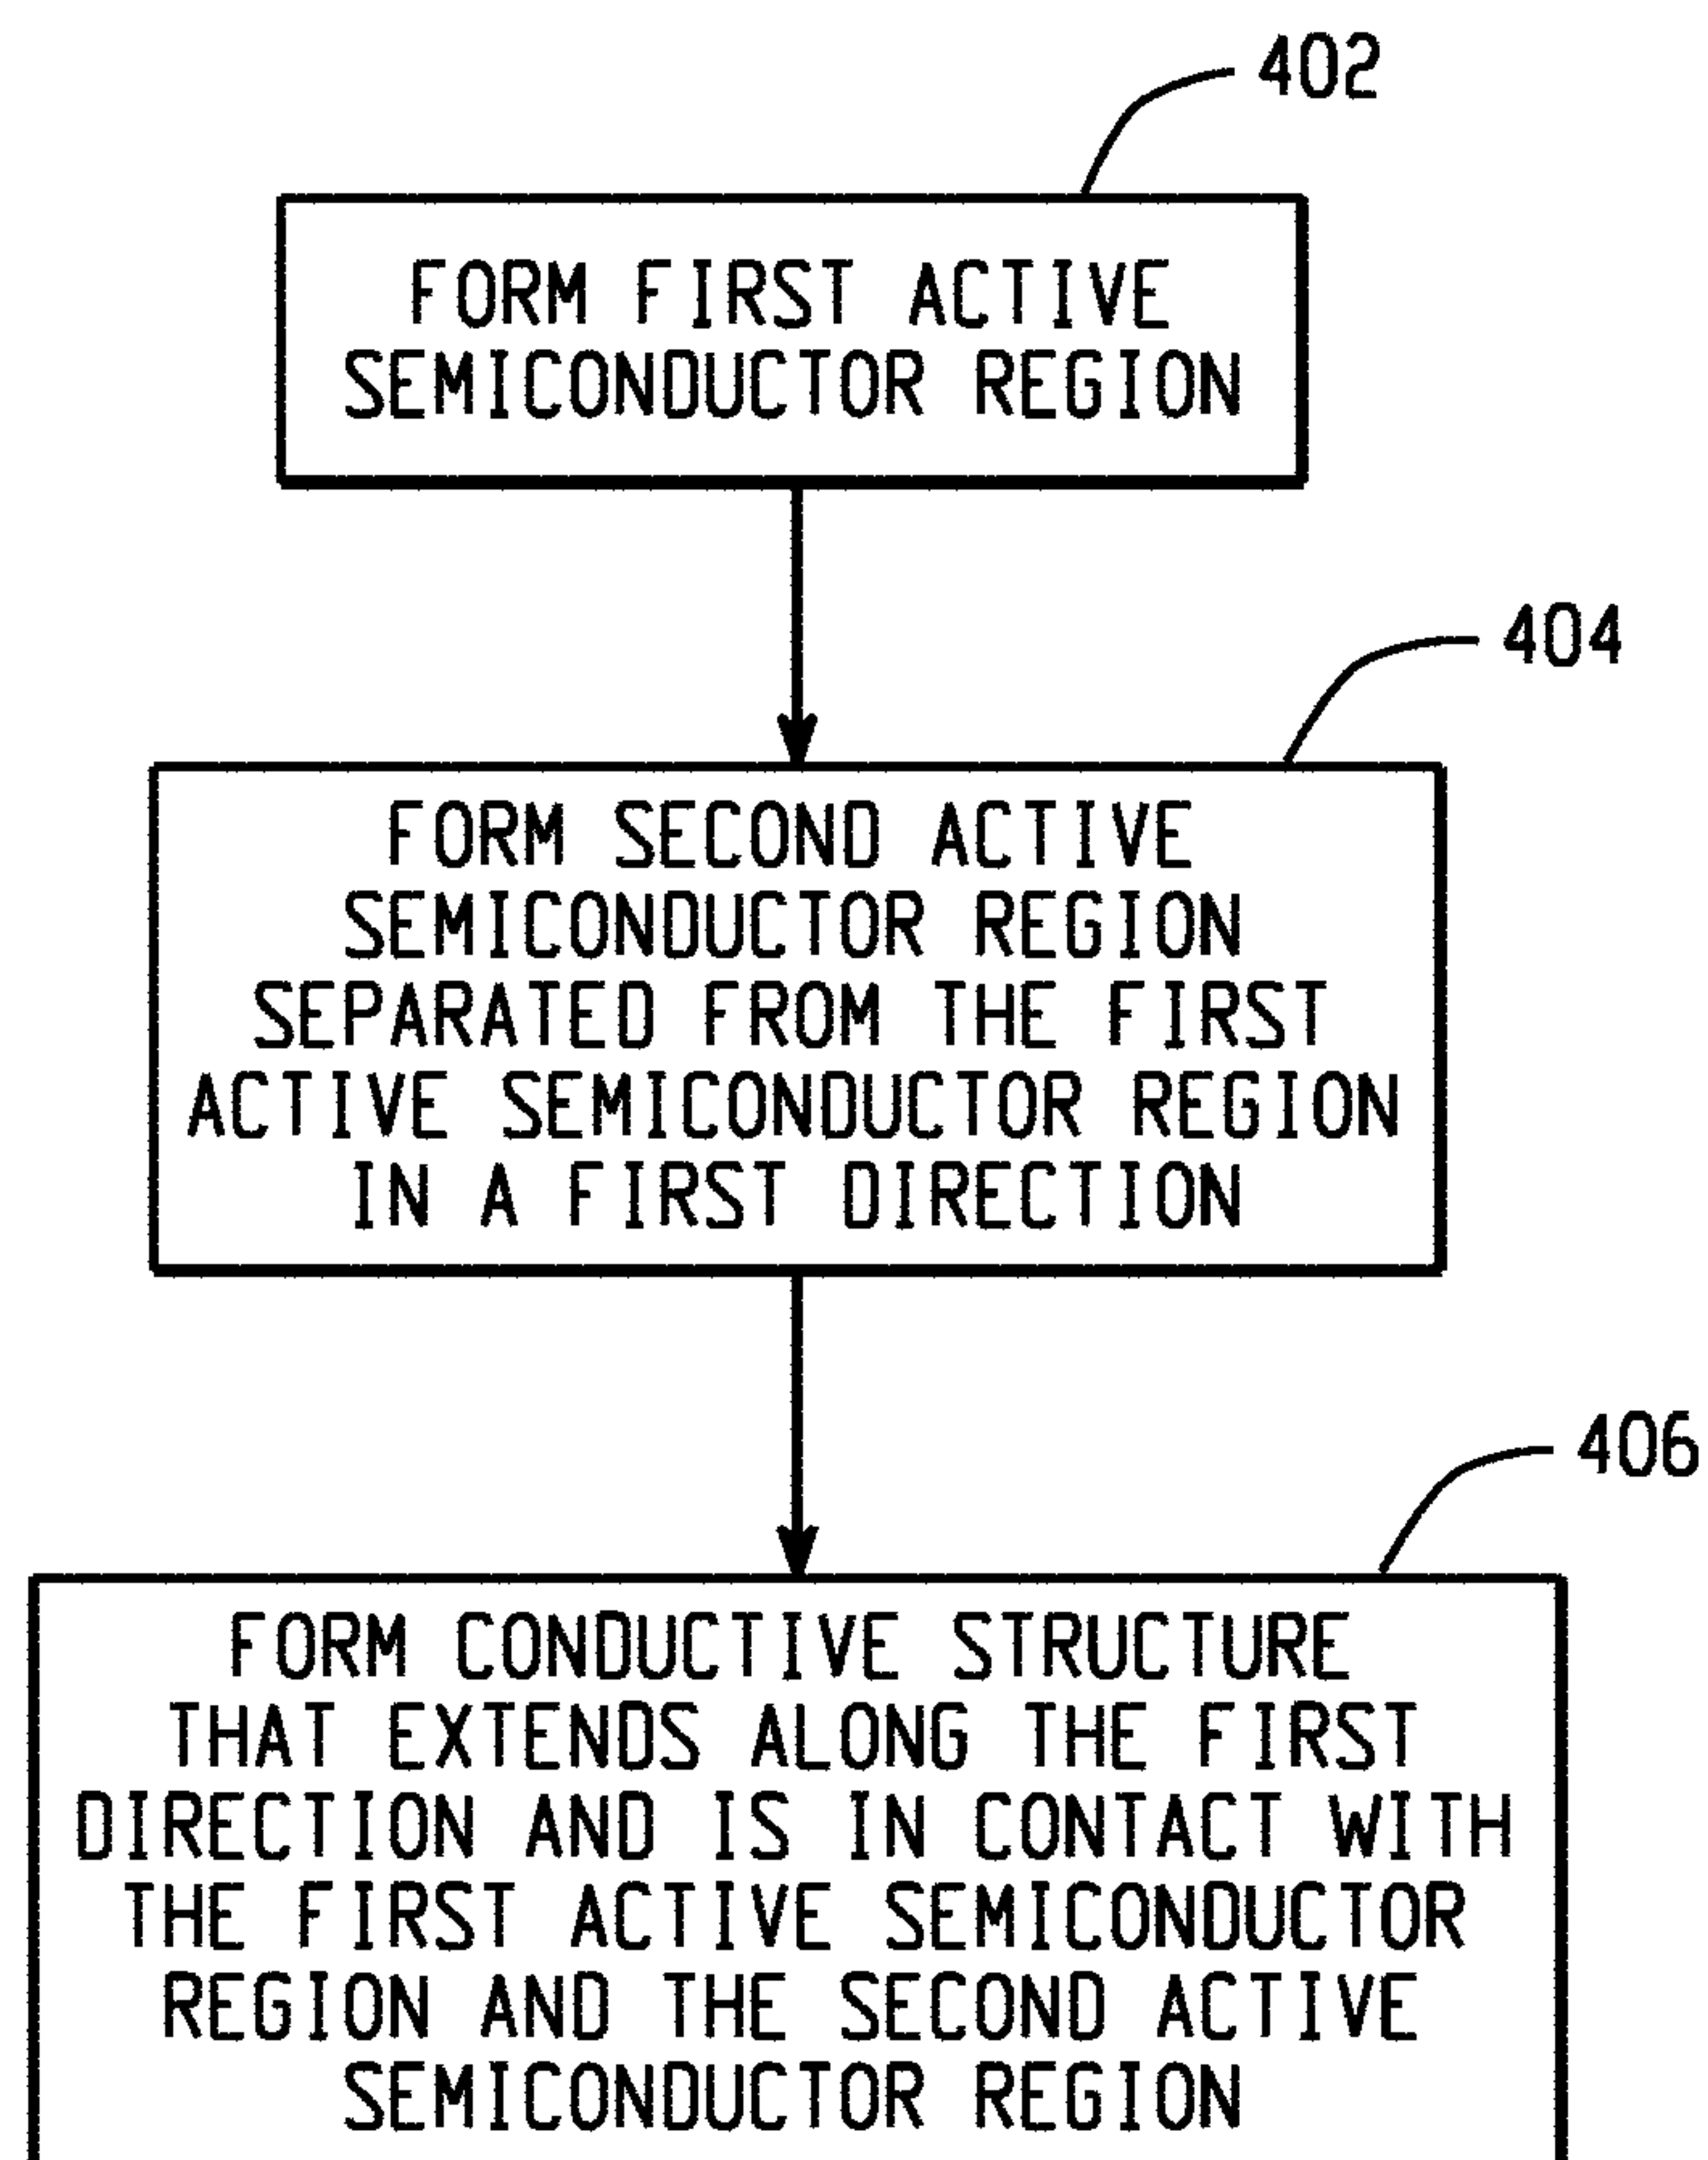 402
FORM FIRST ACTIVE
SEMICONDUCTOR REGION
404
FORM SECOND ACTIVE
SEMICONDUCTOR REGION
SEPARATED FROM THE FIRST
ACTIVE SEMICONDUCTOR REGION
IN A FIRST DIRECTION
406
FORM CONDUCTIVE STRUCTURE
THAT EXTENDS ALONG THE FIRST
DIRECTION AND IS IN CONTACT WITH
THE FIRST ACTIVE SEMICONDUCTOR
REGION AND THE SECOND ACTIVE
SEMICONDUCTOR REGION